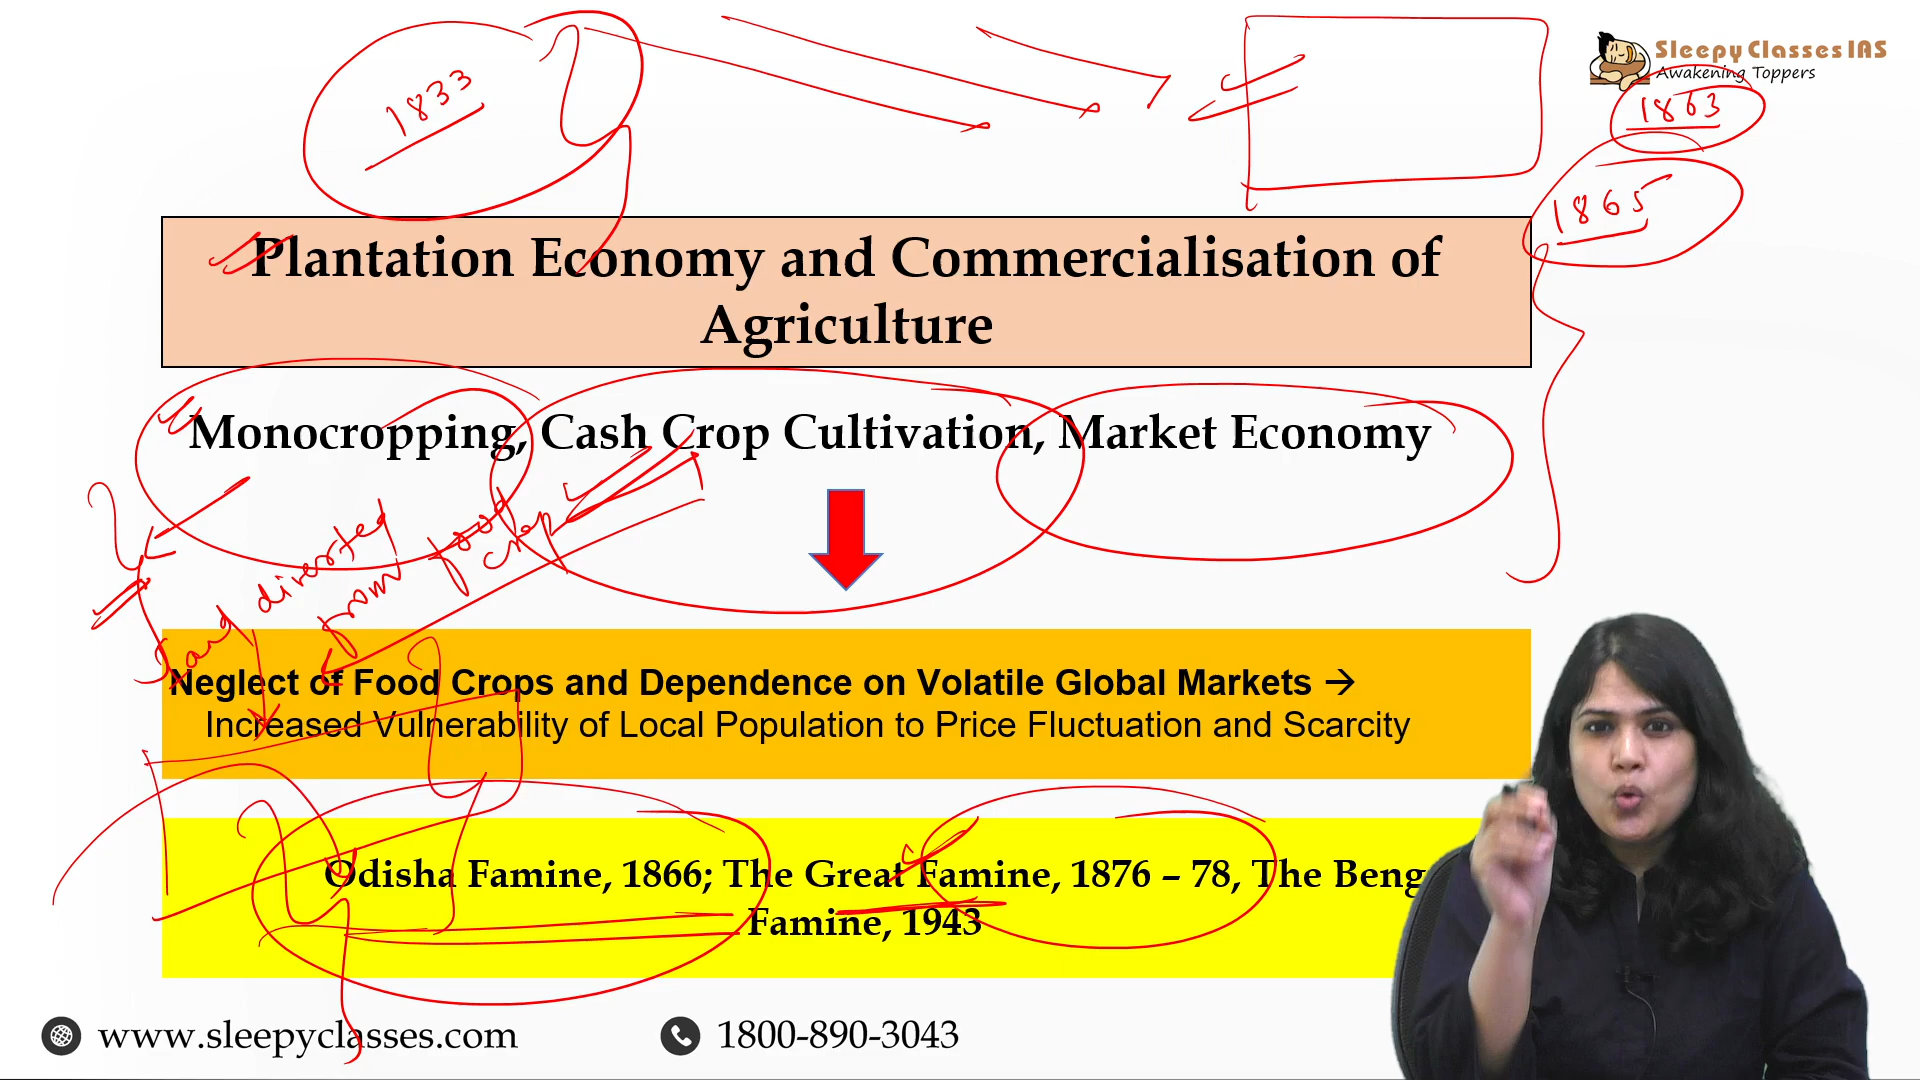 1833
Sleepy Classes IAS
Awakening Toppers
1863
1865
Plantation Economy and Commercialisation of
Agriculture
Monocropping, Cash Crop Cultivation, Market Economy
land diverted
from food
crop
Neglect of Food Crops and Dependence on Volatile Global Markets →
Increased Vulnerability of Local Population to Price Fluctuation and Scarcity
Odisha Famine, 1866; The Great Famine, 1876 – 78, The Beng
Famine, 1943
www.sleepyclasses.com
1800-890-3043